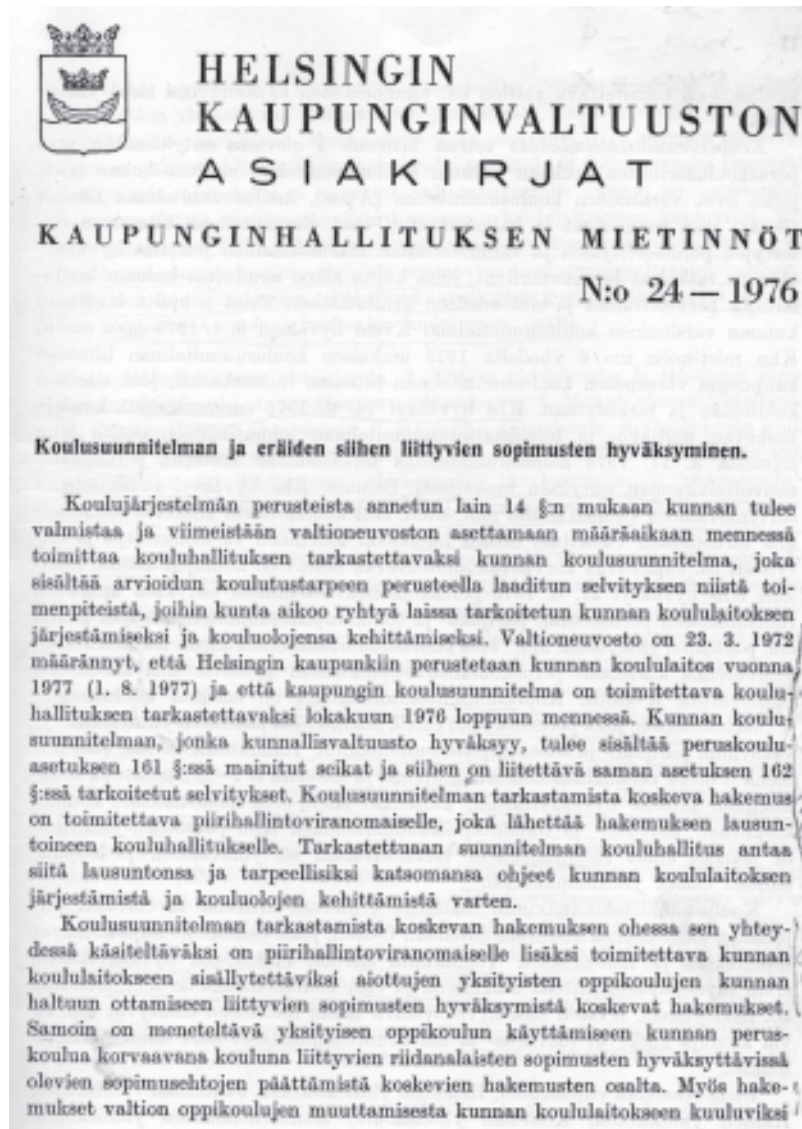 HELSINGIN
KAUPUNGINVALTUUSTON
ASIAKIRJAT
KAUPUNGINHALLITUKSEN MIETINNÖT
N:o 24 — 1976
Koulusuunnitelman ja eräiden siihen liittyvien sopimusten hyväksyminen.
Koulujärjestelmän perusteista annetun lain 14 §:n mukaan kunnan tulee
valmistaa ja viimeistään valtioneuvoston asettamaan määräaikaan mennessä
toimittaa kouluhallituksen tarkastettavaksi kunnan koulusuunnitelma, joka
sisältää arvioidun koulutustarpeen perusteella laaditun selvityksen niistä toi-
menpiteistä, joihin kunta aikoo ryhtyä laissa tarkoitetun kunnan koululaitoksen
järjestämiseksi ja kouluolojensa kehittämiseksi. Valtioneuvosto on 23. 3. 1972
määrännyt, että Helsingin kaupunkiin perustetaan kunnan koululaitos vuonna
1977 (1. 8. 1977) ja että kaupungin koulusuunnitelma on toimitettava koulu-
hallituksen tarkastettavaksi lokakuun 1976 loppuun mennessä. Kunnan koulu-
suunnitelman, jonka kunnallisvaltuusto hyväksyy, tulee sisältää peruskoulu-
asetuksen 161 §:ssä mainitut seikat ja siihen on liitettävä saman asetuksen 162
§:ssä tarkoitetut selvitykset. Koulusuunnitelman tarkastamista koskeva hakemus
on toimitettava piirihallintoviranomaiselle, joka lähettää hakemuksen lausun-
toineen kouluhallitukselle. Tarkastettuaan suunnitelman kouluhallitus antaa
siitä lausuntonsa ja tarpeellisiksi katsomansa ohjeet kunnan koululaitoksen
järjestämistä ja kouluolojen kehittämistä varten.
Koulusuunnitelman tarkastamista koskevan hakemuksen ohessa sen yhtey-
dessä käsiteltäväksi on piirihallintoviranomaiselle lisäksi toimitettava kunnan
koululaitokseen sisällytettäviksi aiottujen yksityisten oppikoulujen kunnan
haltuun ottamiseen liittyvien sopimusten hyväksymistä koskevat hakemukset.
Samoin on meneteltävä yksityisen oppikoulun käyttämiseen kunnan perus-
koulua korvaavana kouluna liittyvien riidanalaisten sopimusten hyväksyttävissä
olevien sopimusehtojen päättämistä koskevien hakemusten osalta. Myös hake-
mukset valtion oppikoulujen muuttamisesta kunnan koululaitokseen kuuluviksi